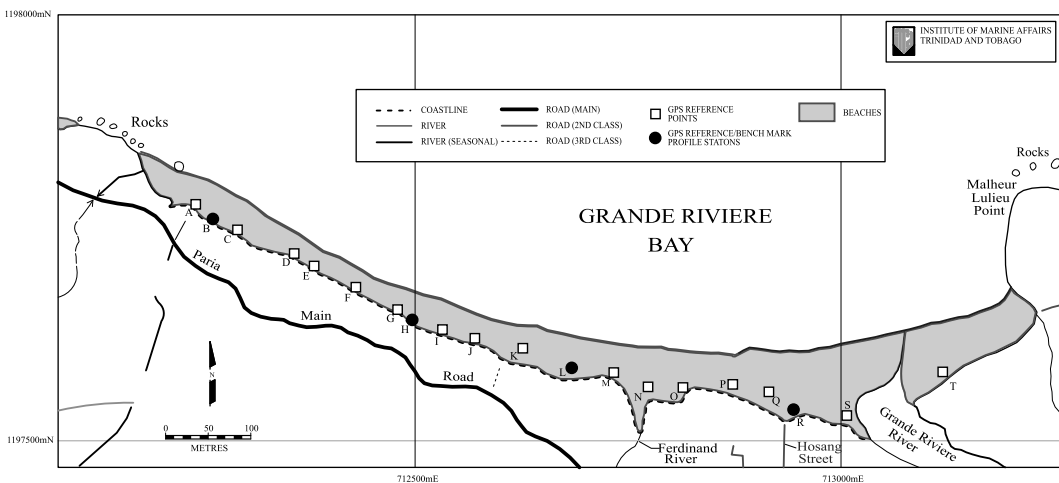 1198000mN
INSTITUTE OF MARINE AFFAIRS
TRINIDAD AND TOBAGO
COASTLINE
RIVER
RIVER (SEASONAL)
ROAD (MAIN)
ROAD (2ND CLASS)
ROAD (3RD CLASS)
GPS REFERENCE
POINTS
GPS REFERENCE/BENCH MARK
PROFILE STATONS
BEACHES
Rocks
Rocks
Malheur
Lulieu
Point
GRANDE RIVIERE
BAY
A
B
C
D
E
F
G
H
I
J
K
L
M
N
O
P
Q
R
S
T
Paria
Main
Road
N
0 50 100
METRES
Ferdinand
River
Hosang
Street
Grande Riviere
River
1197500mN
712500mE
713000mE